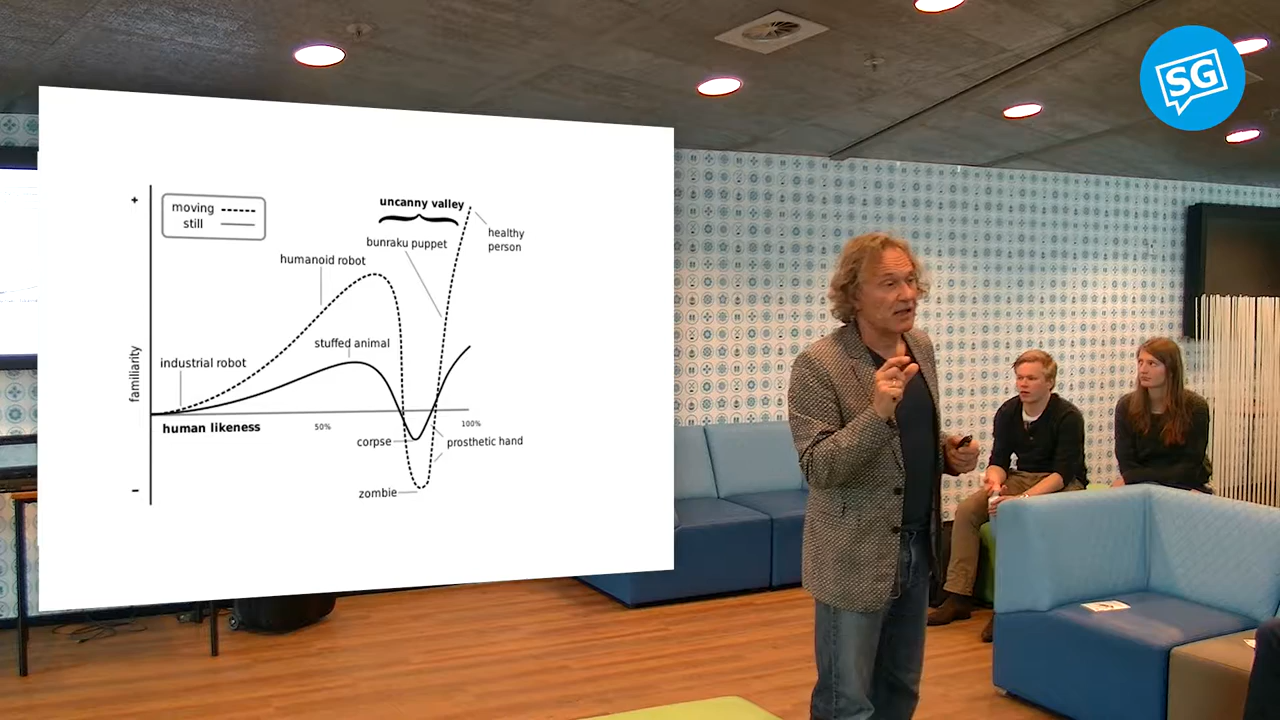 SG
+
moving
still
uncanny valley
healthy
person
bunraku puppet
humanoid robot
stuffed animal
industrial robot
familiarity
human likeness
50%
100%
corpse
prosthetic hand
zombie
-